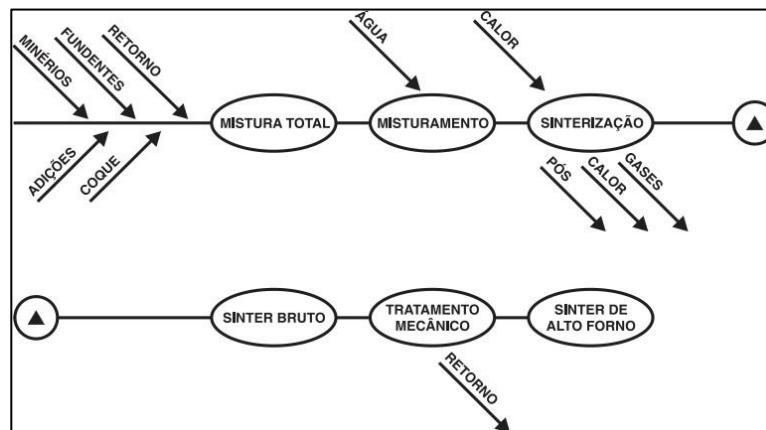 MINÉRIOS
FUNDENTES
RETORNO
ÁGUA
CALOR
MISTURA TOTAL
MISTURAMENTO
SINTERIZAÇÃO
ADIÇÕES
COQUE
PÓS
CALOR
GASES
SINTER BRUTO
TRATAMENTO
MECÂNICO
SINTER DE
ALTO FORNO
RETORNO